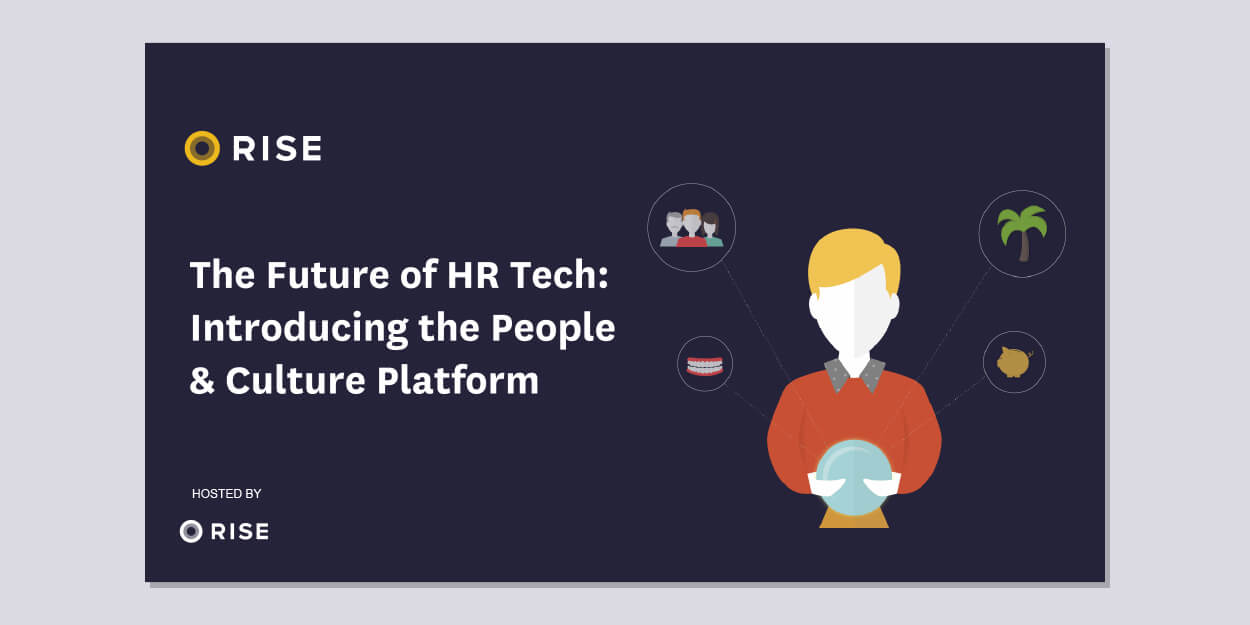 RISE
The Future of HR Tech:
Introducing the People
& Culture Platform
HOSTED BY
RISE